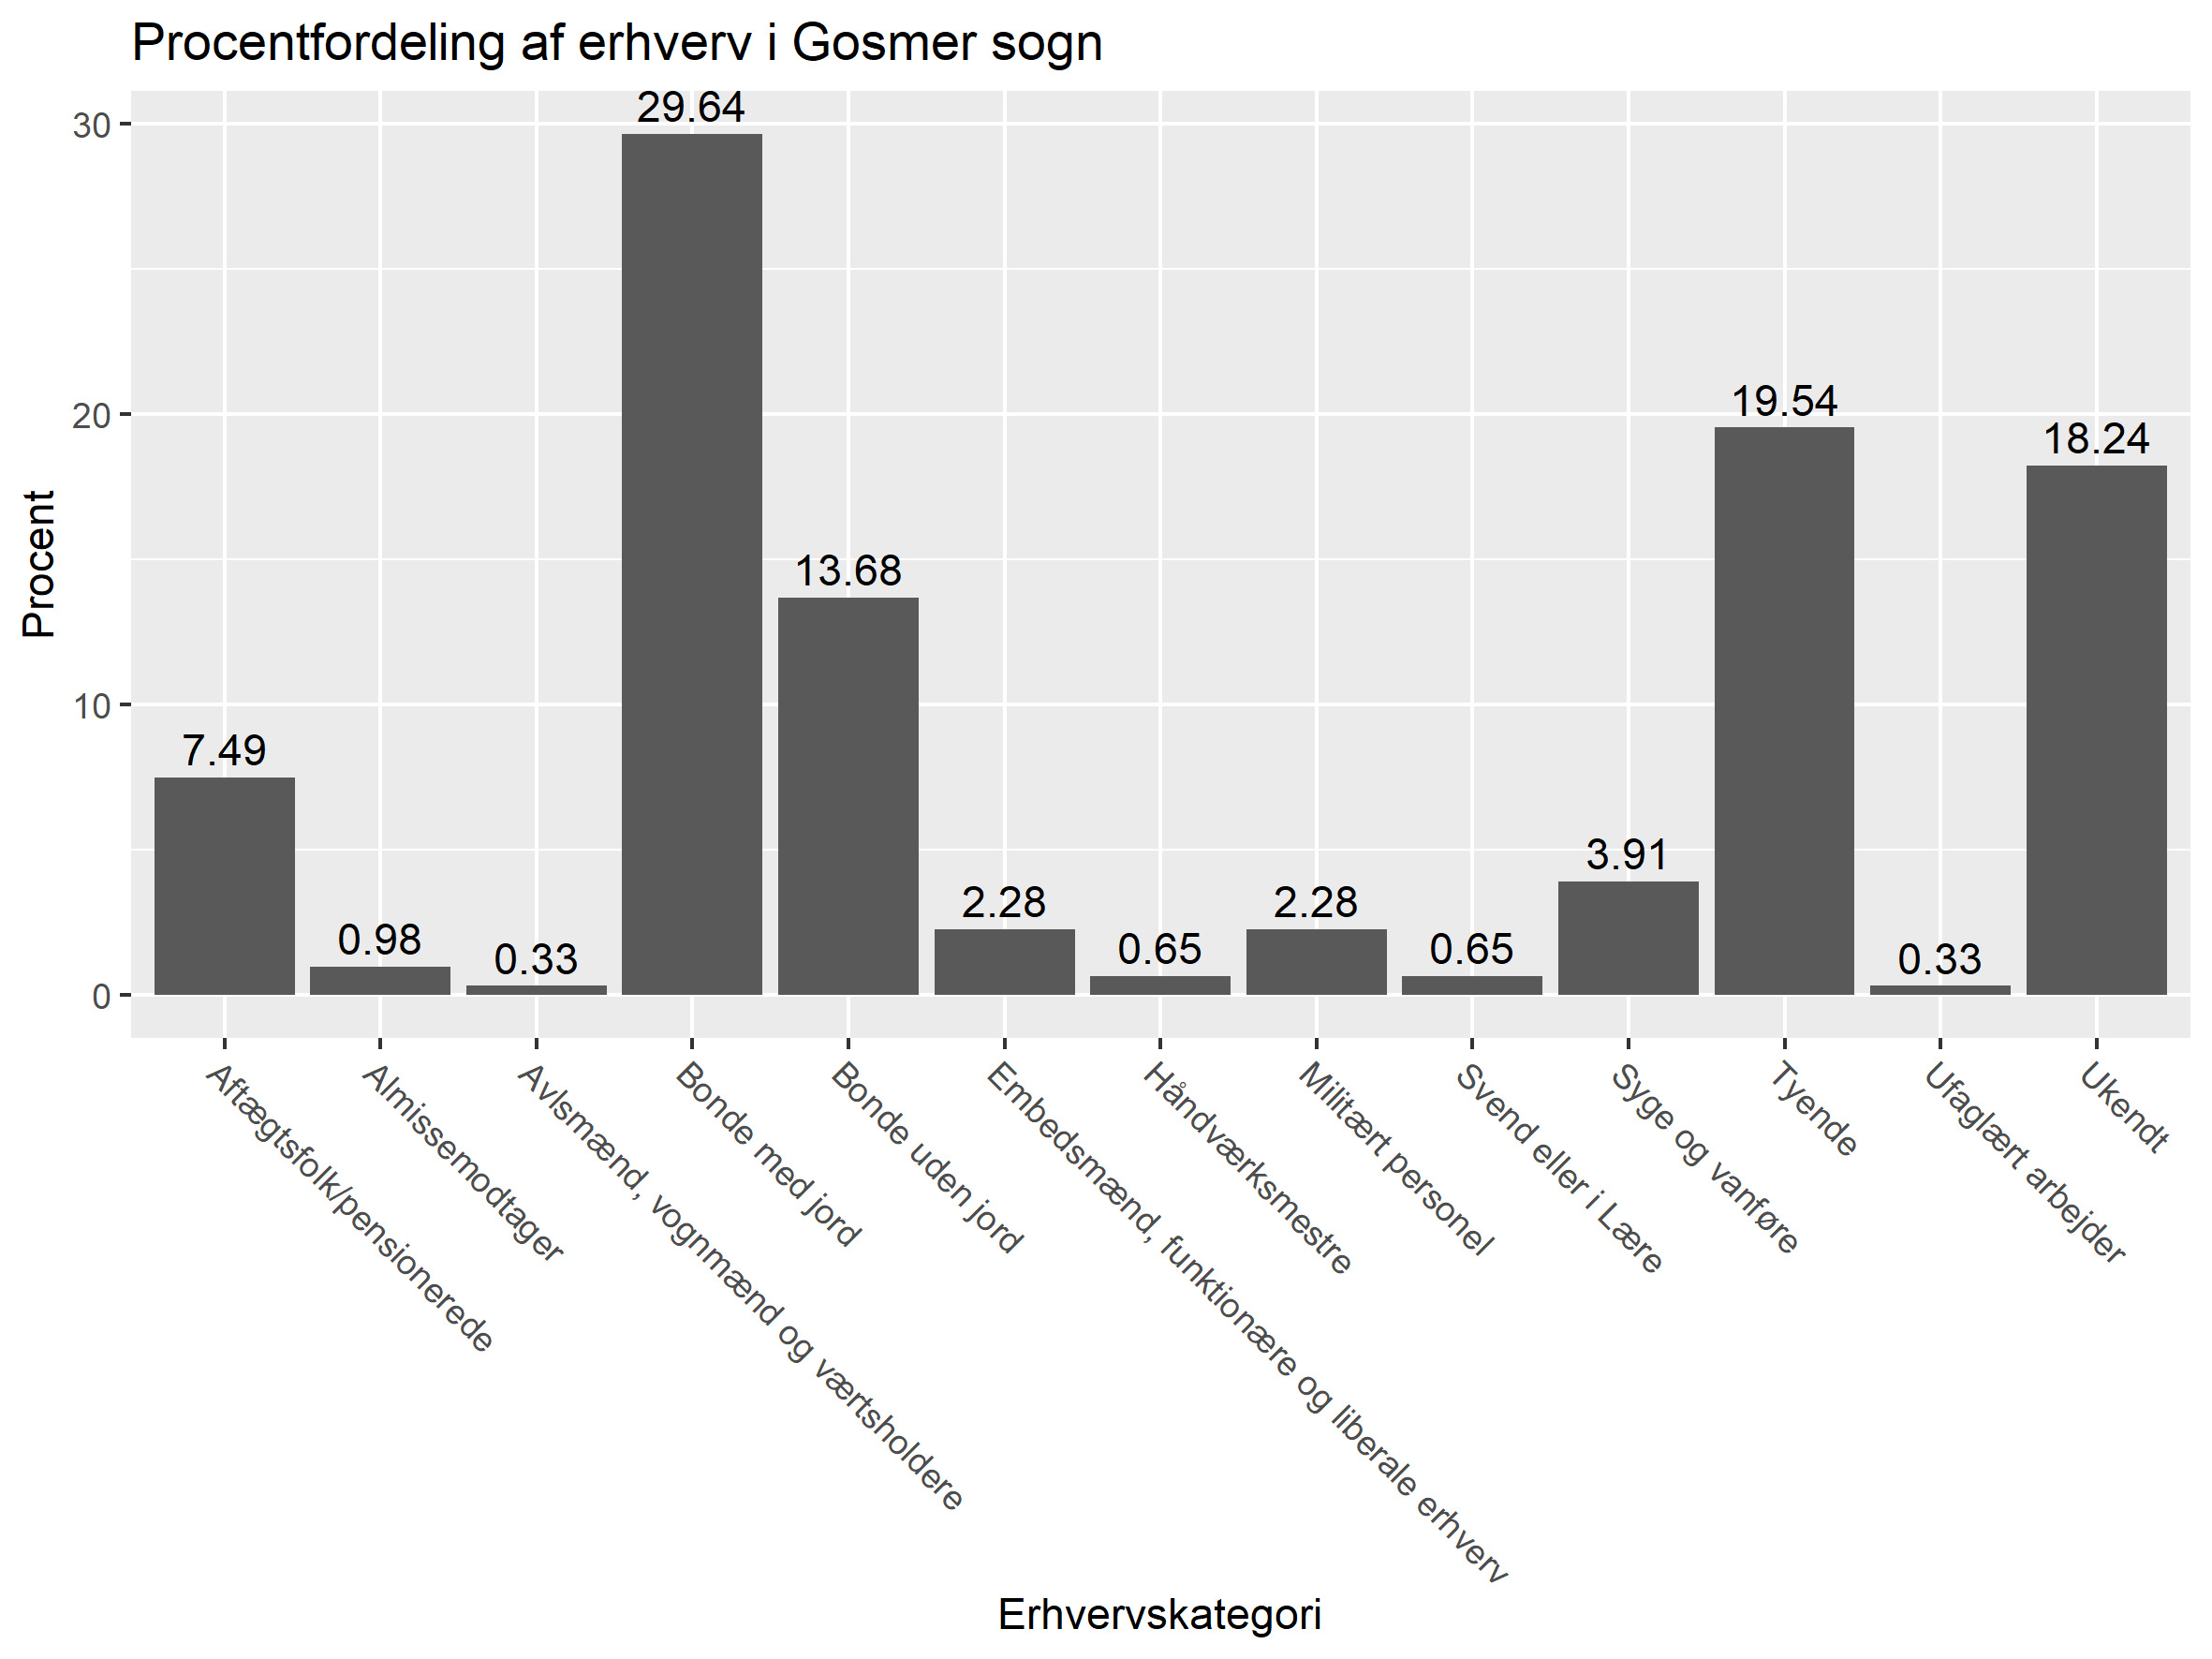 Procentfordeling af erhverv i Gosmer sogn
Procent
30
20
10
0
7.49
0.98
0.33
29.64
13.68
2.28
0.65
2.28
0.65
3.91
19.54
0.33
18.24
Aftægtsfolk/pensionerede
Almissemodtager
Avlsmænd, vognmænd og værtsholdere
Bonde med jord
Bonde uden jord
Embedsmænd, funktionære og liberale erhverv
Håndværksmestre
Militært personel
Svend eller i Lære
Syge og vanføre
Tyende
Ufaglært arbejder
Ukendt
Erhvervskategori